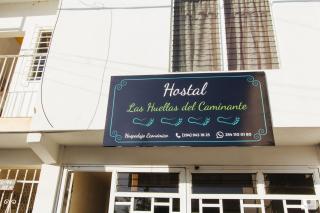 Hostal
Las Huellas del Caminante
Hospedaje Económico